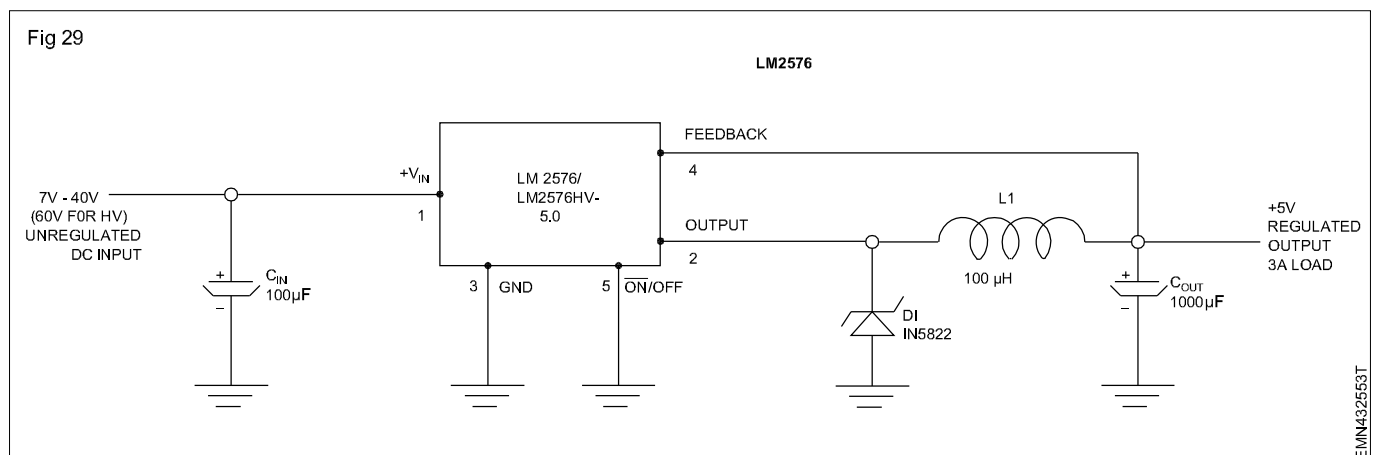 Fig 29
LM2576
FEEDBACK
4
+VIN
1
LM 2576/
LM2576HV-
5.0
7V - 40V
(60V F0R HV)
UNREGULATED
DC INPUT
OUTPUT
2
L1
100 µH
+5V
REGULATED
OUTPUT
3A LOAD
+
CIN
100µF
–
3
GND
5
ON/OFF
DI
IN5822
+
COUT
1000µF
–
EMN432553T